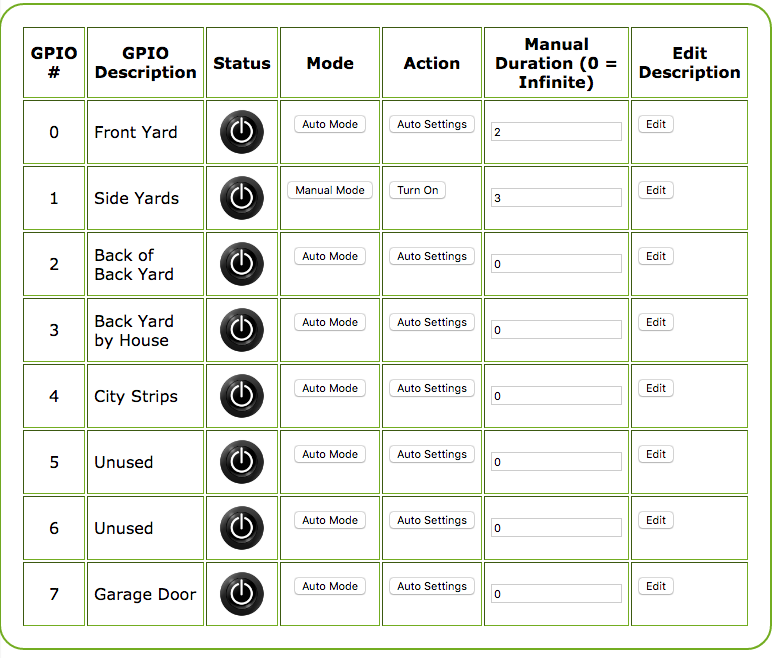 GPIO # GPIO Description Status Mode Action Manual Duration (0 = Infinite) Edit Description
0 Front Yard Auto Mode Auto Settings 2 Edit
1 Side Yards Manual Mode Turn On 3 Edit
2 Back of Back Yard Auto Mode Auto Settings 0 Edit
3 Back Yard by House Auto Mode Auto Settings 0 Edit
4 City Strips Auto Mode Auto Settings 0 Edit
5 Unused Auto Mode Auto Settings 0 Edit
6 Unused Auto Mode Auto Settings 0 Edit
7 Garage Door Auto Mode Auto Settings 0 Edit